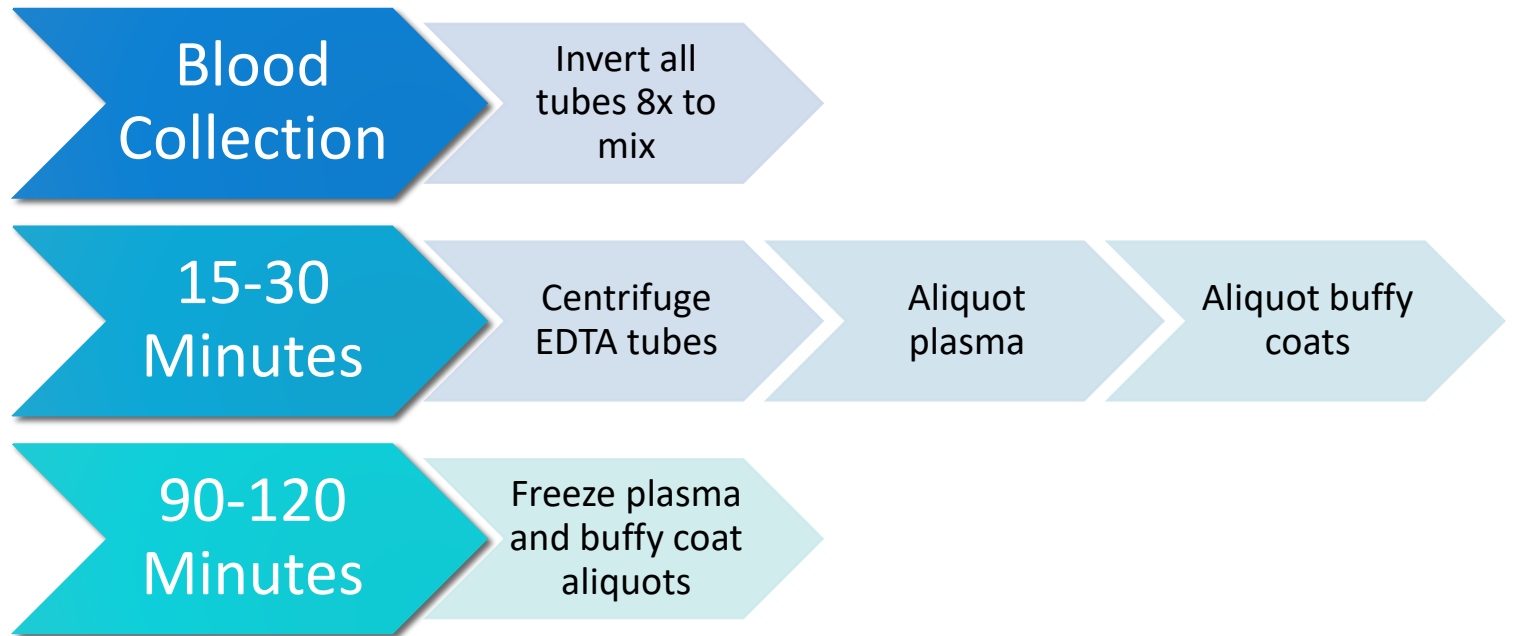 Blood
Collection
Invert all
tubes 8x to
mix
15-30
Minutes
Centrifuge
EDTA tubes
Aliquot
plasma
Aliquot buffy
coats
90-120
Minutes
Freeze plasma
and buffy coat
aliquots